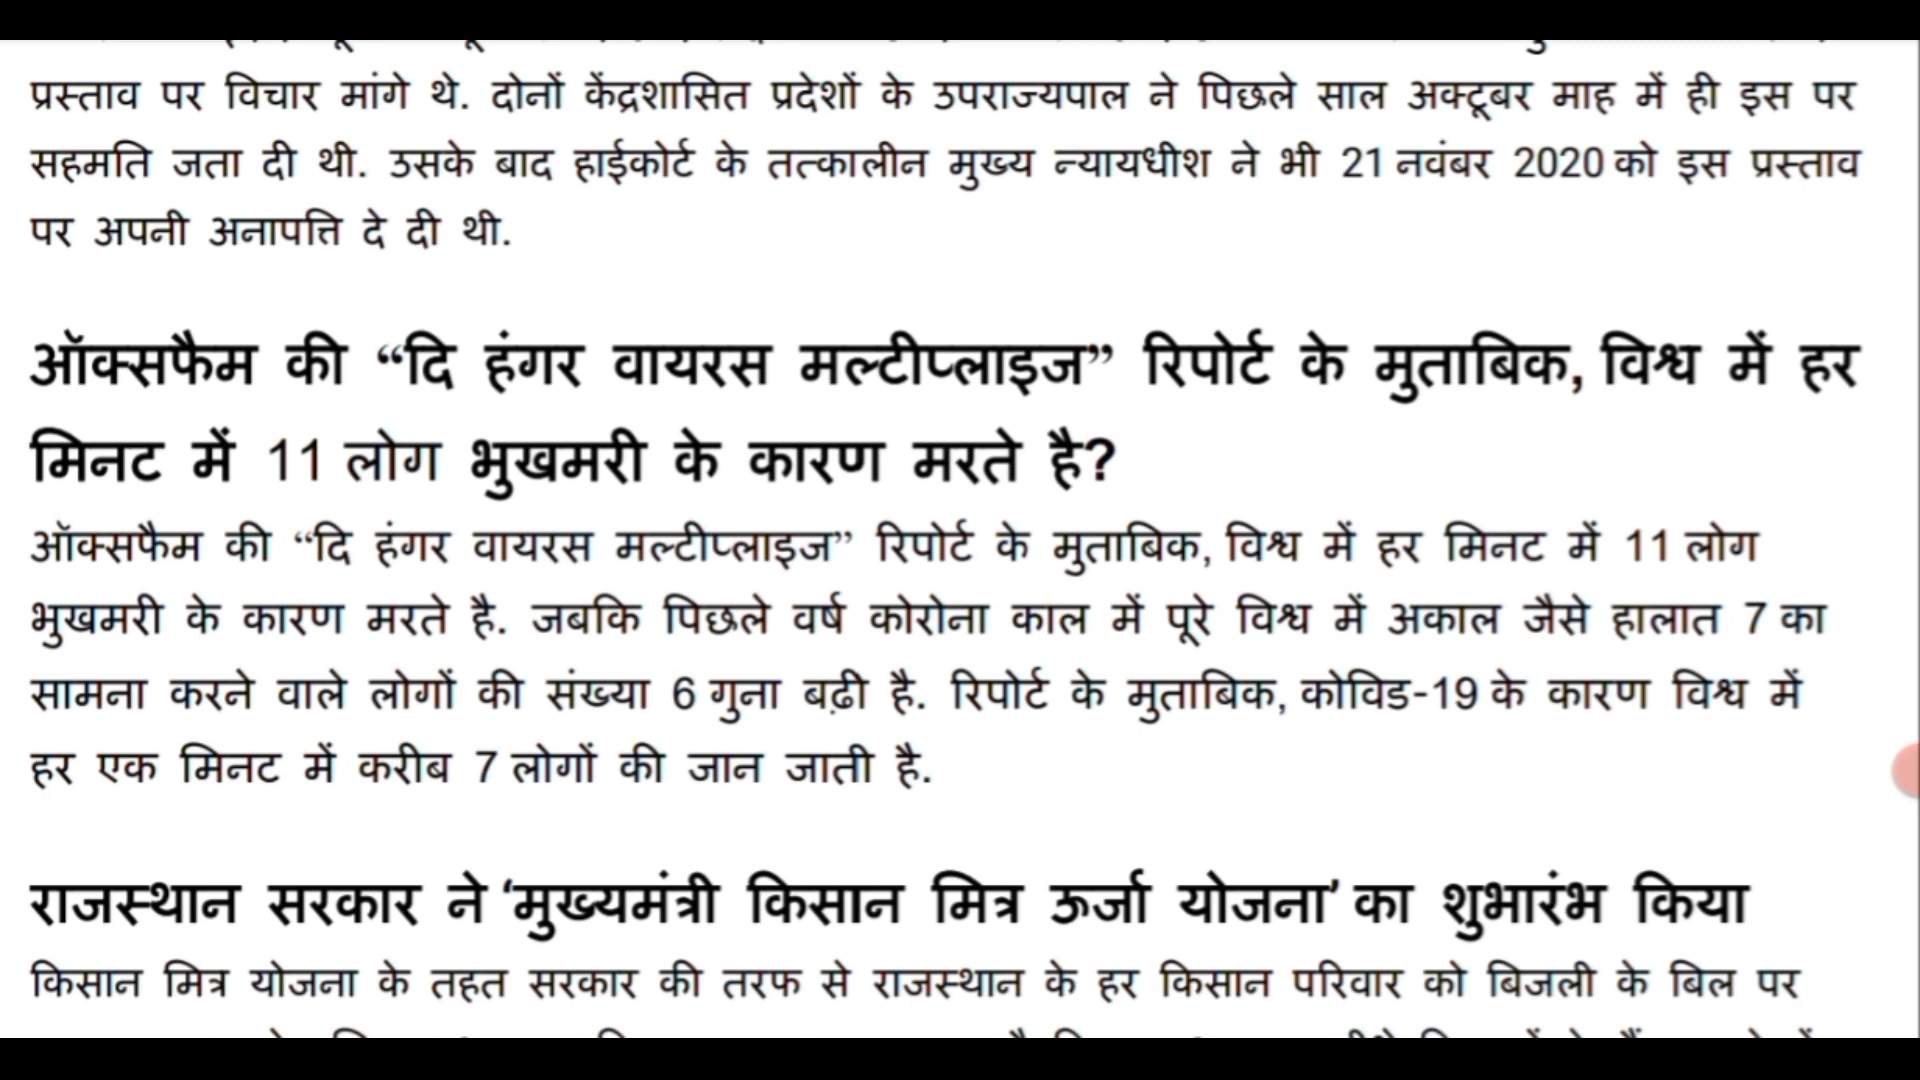 प्रस्ताव पर विचार मांगे थे. दोनों केंद्रशासित प्रदेशों के उपराज्यपाल ने पिछले साल अक्टूबर माह में ही इस पर
सहमति जता दी थी. उसके बाद हाईकोर्ट के तत्कालीन मुख्य न्यायधीश ने भी 21 नवंबर 2020 को इस प्रस्ताव
पर अपनी अनापत्ति दे दी थी.
ऑक्सफैम की “दि हंगर वायरस मल्टीप्लाइज” रिपोर्ट के मुताबिक, विश्व में हर
मिनट में 11 लोग भुखमरी के कारण मरते है?
ऑक्सफैम की “दि हंगर वायरस मल्टीप्लाइज” रिपोर्ट के मुताबिक, विश्व में हर मिनट में 11 लोग
भुखमरी के कारण मरते है. जबकि पिछले वर्ष कोरोना काल में पूरे विश्व में अकाल जैसे हालात 7 का
सामना करने वाले लोगों की संख्या 6 गुना बढ़ी है. रिपोर्ट के मुताबिक, कोविड-19 के कारण विश्व में
हर एक मिनट में करीब 7 लोगों की जान जाती है.
राजस्थान सरकार ने ‘मुख्यमंत्री किसान मित्र ऊर्जा योजना’ का शुभारंभ किया
किसान मित्र योजना के तहत सरकार की तरफ से राजस्थान के हर किसान परिवार को बिजली के बिल पर